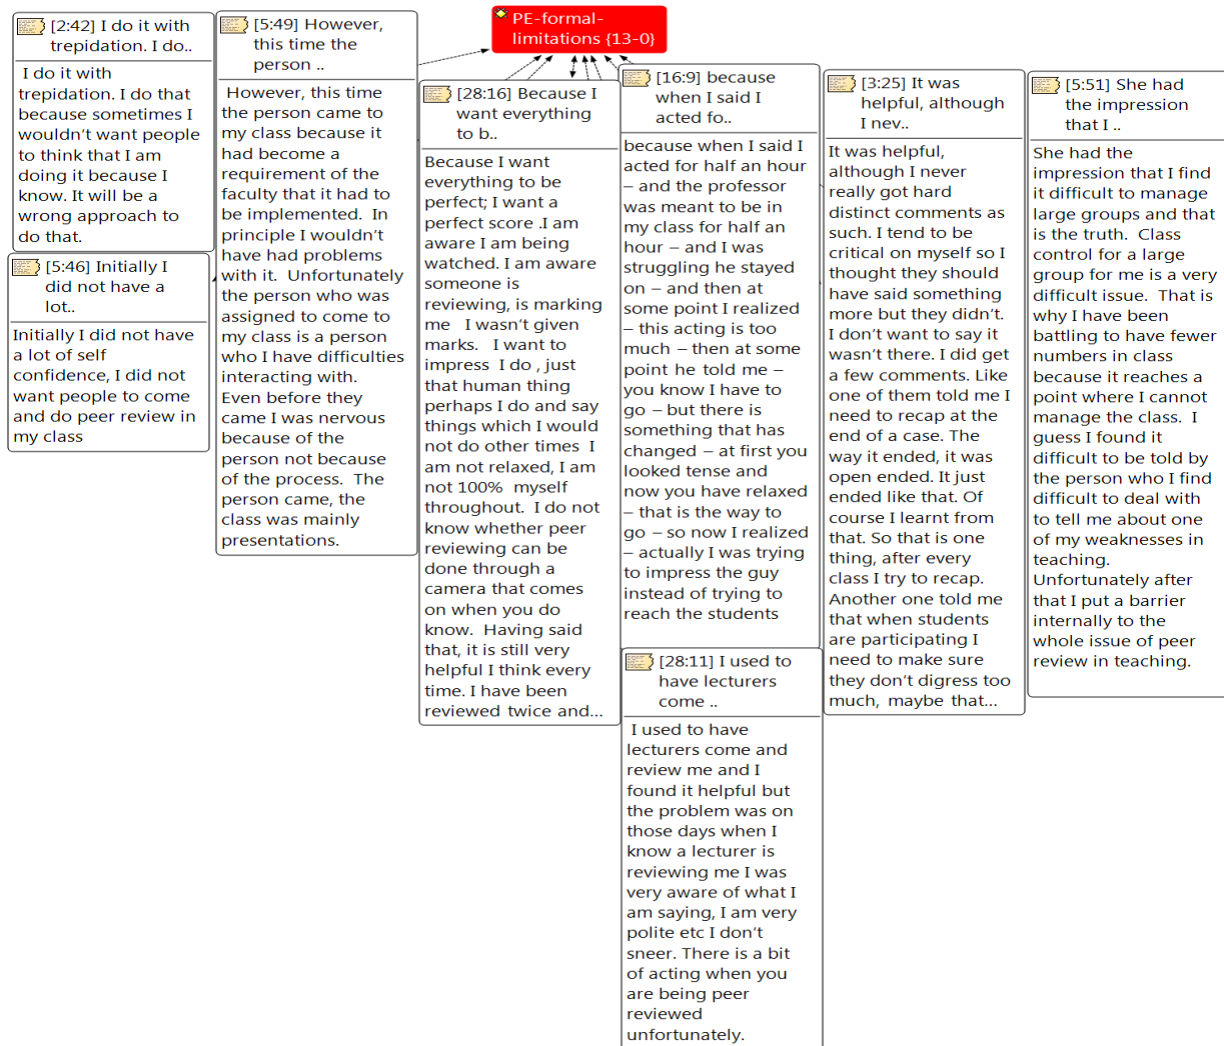 PE-formal-
limitations {13-0}
[2:42] I do it with
trepidation. I do..
I do it with
trepidation. I do that
because sometimes I
wouldn't want people
to think that I am
doing it because I
know. It will be a
wrong approach to
do that.
[5:46] Initially I
did not have a
lot..
Initially I did not have
a lot of self
confidence, I did not
want people to come
and do peer review in
my class
[5:49] However,
this time the
person ..
However, this time
the person came to
my class because it
had become a
requirement of the
faculty that it had to
be implemented.  In
principle I wouldn't
have had problems
with it.  Unfortunately
the person who was
assigned to come to
my class is a person
who I have difficulties
interacting with.
Even before they
came I was nervous
because of the
person not because
of the process.  The
person came, the
class was mainly
presentations.
[28:16] Because I
want everything
to b..
Because I want
everything to be
perfect; I want a
perfect score .I am
aware I am being
watched. I am aware
someone is
reviewing, is marking
me   I wasn't given
marks.   I want to
impress  I do , just
that human thing
perhaps I do and say
things which I would
not do other times  I
am not relaxed, I am
not 100%  myself
throughout.  I do not
know whether peer
reviewing can be
done through a
camera that comes
on when you do
know.  Having said
that, it is still very
helpful I think every
time. I have been
reviewed twice and...
[16:9] because
when I said I
acted fo..
because when I said I
acted for half an hour
– and the professor
was meant to be in
my class for half an
hour – and I was
struggling he stayed
on – and then at
some point I realized
– this acting is too
much – then at some
point he told me –
you know I have to
go – but there is
something that has
changed – at first you
looked tense and
now you have relaxed
– that is the way to
go – so now I realized
– actually I was trying
to impress the guy
instead of trying to
reach the students
[28:11] I used to
have lecturers
come ..
I used to have
lecturers come and
review me and I
found it helpful but
the problem was on
those days when I
know a lecturer is
reviewing me I was
very aware of what I
am saying, I am very
polite etc I don't
sneer. There is a bit
of acting when you
are being peer
reviewed
unfortunately.
[3:25] It was
helpful, although
I nev..
It was helpful,
although I never
really got hard
distinct comments as
such. I tend to be
critical on myself so I
thought they should
have said something
more but they didn't.
I don't want to say it
wasn't there. I did get
a few comments. Like
one of them told me I
need to recap at the
end of a case. The
way it ended, it was
open ended. It just
ended like that. Of
course I learnt from
that. So that is one
thing, after every
class I try to recap.
Another one told me
that when students
are participating I
need to make sure
they don't digress too
much, maybe that...
[5:51] She had
the impression
that I ..
She had the
impression that I find
it difficult to manage
large groups and that
is the truth.  Class
control for a large
group for me is a very
difficult issue.  That is
why I have been
battling to have fewer
numbers in class
because it reaches a
point where I cannot
manage the class.  I
guess I found it
difficult to be told by
the person who I find
difficult to deal with
to tell me about one
of my weaknesses in
teaching.
Unfortunately after
that I put a barrier
internally to the
whole issue of peer
review in teaching.